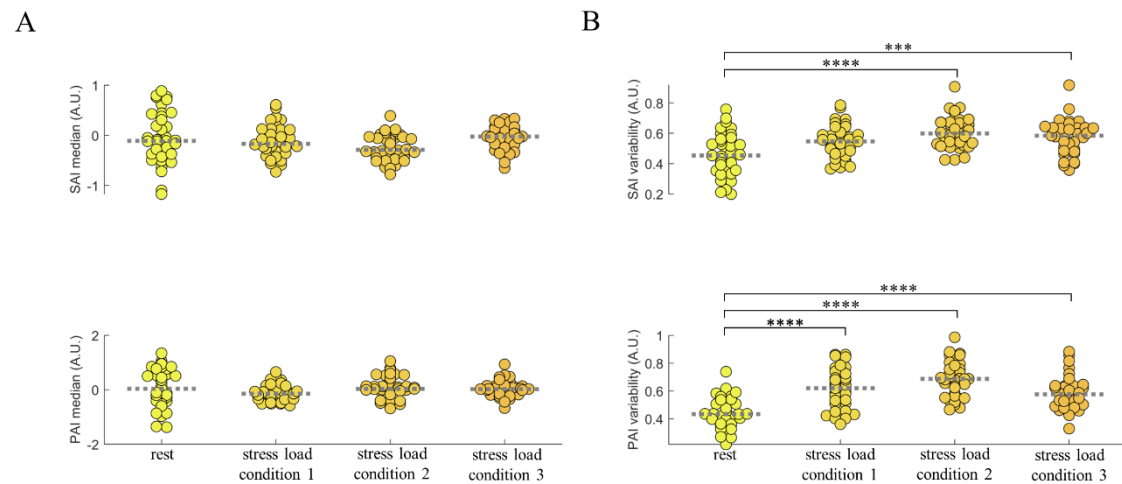 A
B
***
****
SAI median (A.U.)
1
0
-1
SAI variability (A.U.)
0.8
0.6
0.4
0.2
****
****
****
PAI median (A.U.)
2
0
-2
rest
stress load
condition 1
stress load
condition 2
stress load
condition 3
PAI variability (A.U.)
1
0.8
0.6
0.4
rest
stress load
condition 1
stress load
condition 2
stress load
condition 3